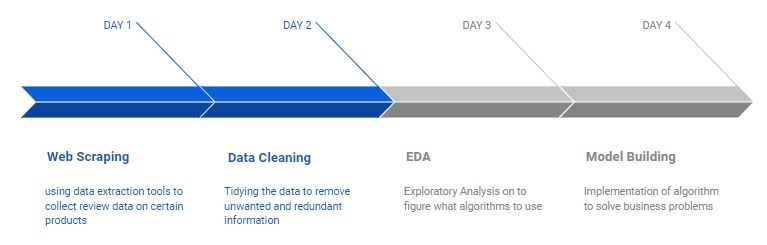 DAY 1
DAY 2
DAY 3
DAY 4
Web Scraping
using data extraction tools to
collect review data on certain
products
Data Cleaning
Tidying the data to remove
unwanted and redundant
information
EDA
Exploratory Analysis on to
figure what algorithms to use
Model Building
Implementation of algorithm
to solve business problems